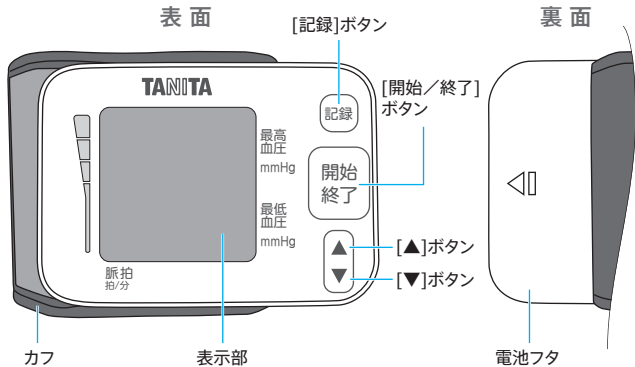 表面
裏面
[記録]ボタン
[開始／終了]
ボタン
TANITA
記録
最高
血圧
mmHg
開始
終了
最低
血圧
mmHg
脈拍
拍/分
[▲]ボタン
[▼]ボタン
カフ
表示部
電池フタ